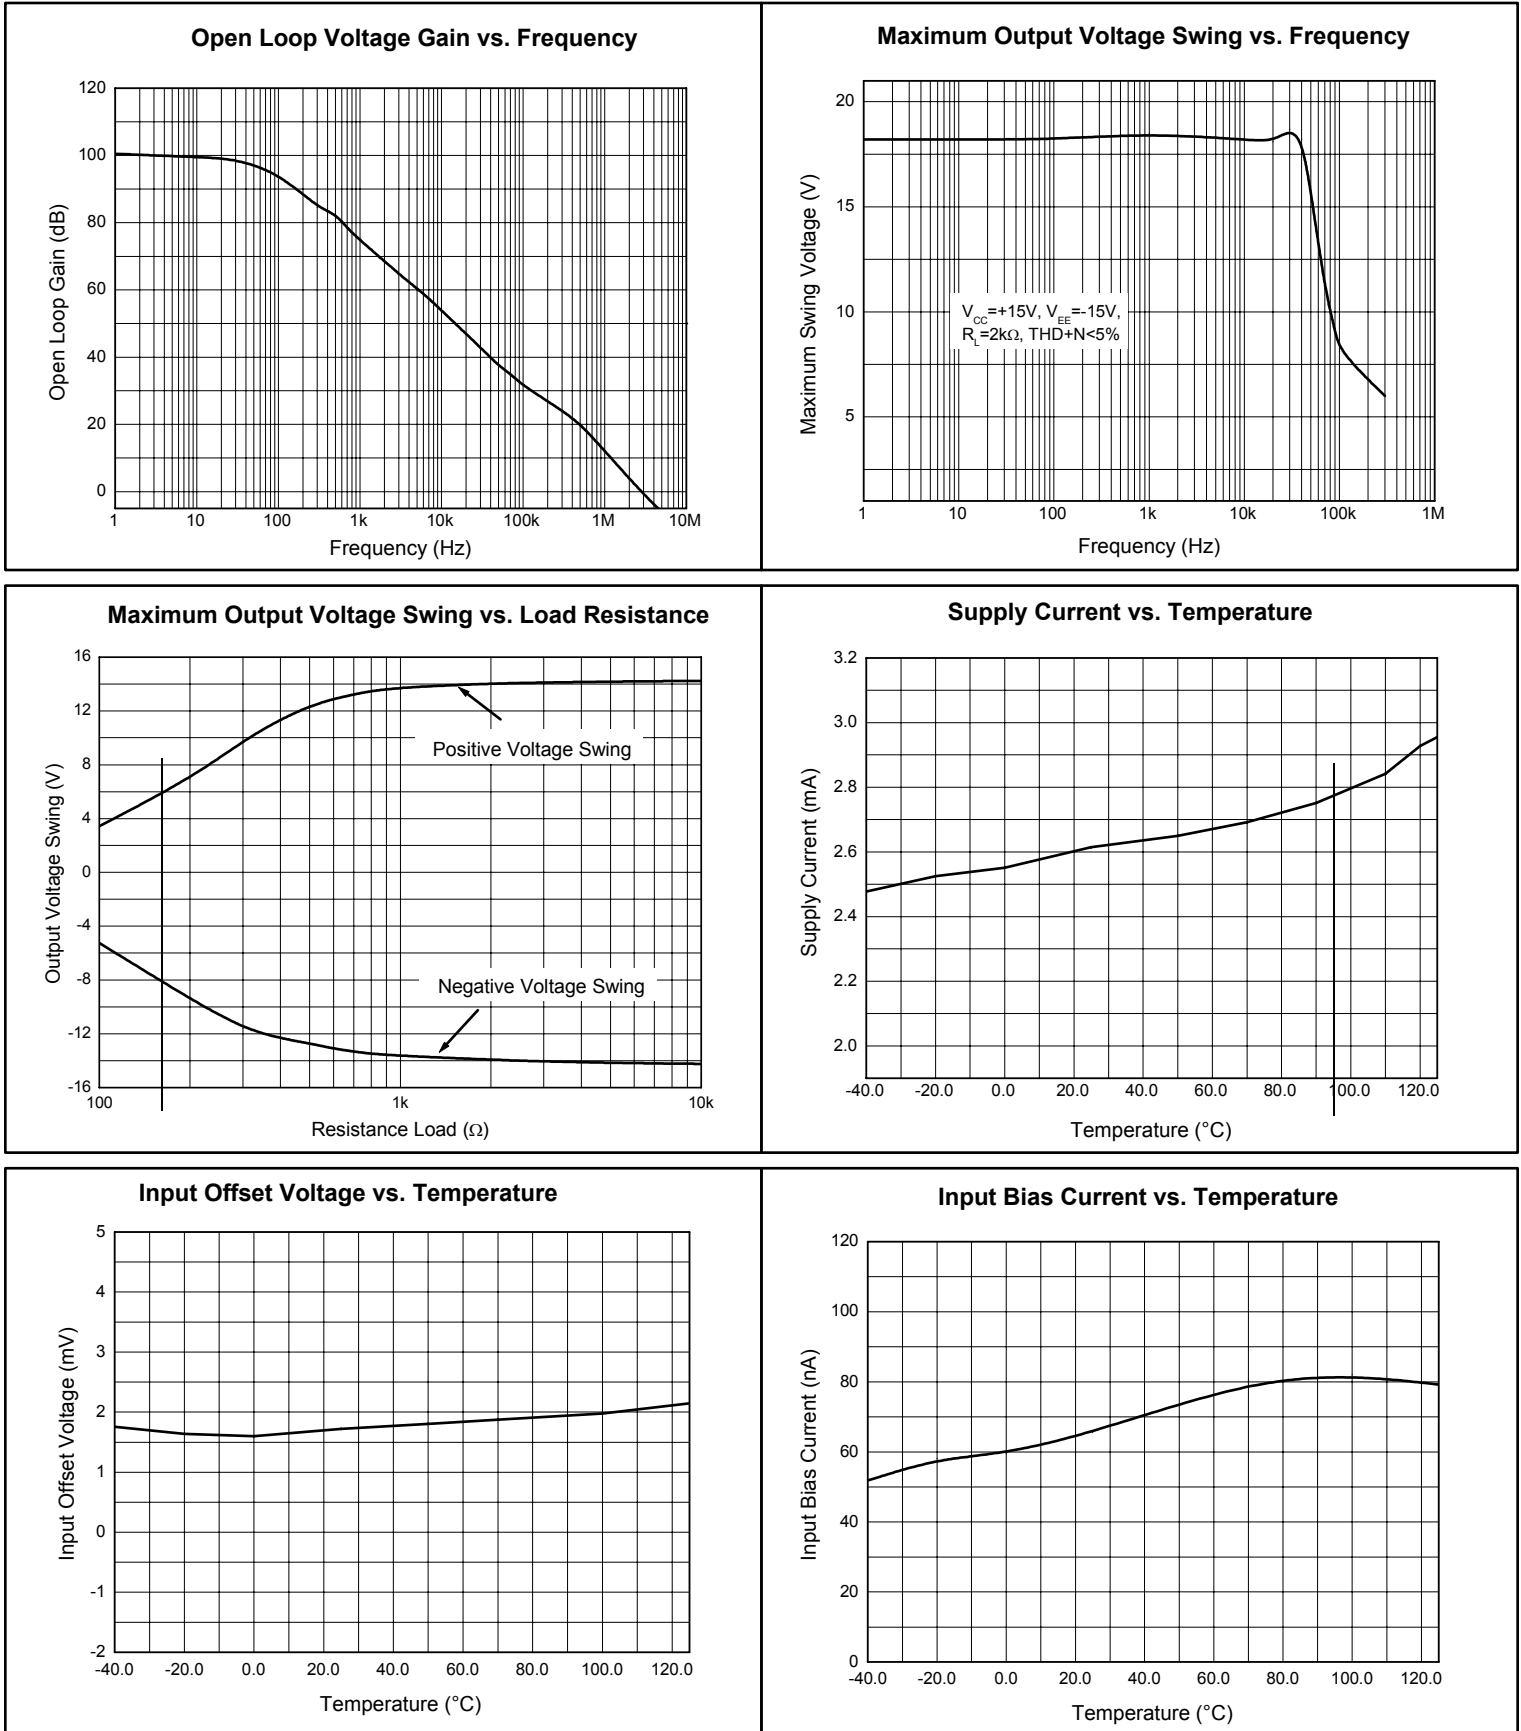 Open Loop Voltage Gain vs. Frequency
120
100
80
60
40
20
0
Open Loop Gain (dB)
1 10 100 1k 10k 100k 1M 10M
Frequency (Hz)
Maximum Output Voltage Swing vs. Frequency
20
15
10
5
Maximum Swing Voltage (V)
VCC=+15V, VEE=-15V,
RL=2kΩ, THD+N<5%
1 10 100 1k 10k 100k 1M
Frequency (Hz)
Maximum Output Voltage Swing vs. Load Resistance
16
12
8
4
0
-4
-8
-12
-16
Output Voltage Swing (V)
Positive Voltage Swing
Negative Voltage Swing
100 1k 10k
Resistance Load (Ω)
Supply Current vs. Temperature
3.2
3.0
2.8
2.6
2.4
2.2
2.0
Supply Current (mA)
-40.0 -20.0 0.0 20.0 40.0 60.0 80.0 100.0 120.0
Temperature (°C)
Input Offset Voltage vs. Temperature
5
4
3
2
1
0
-1
-2
Input Offset Voltage (mV)
-40.0 -20.0 0.0 20.0 40.0 60.0 80.0 100.0 120.0
Temperature (°C)
Input Bias Current vs. Temperature
120
100
80
60
40
20
0
Input Bias Current (nA)
-40.0 -20.0 0.0 20.0 40.0 60.0 80.0 100.0 120.0
Temperature (°C)